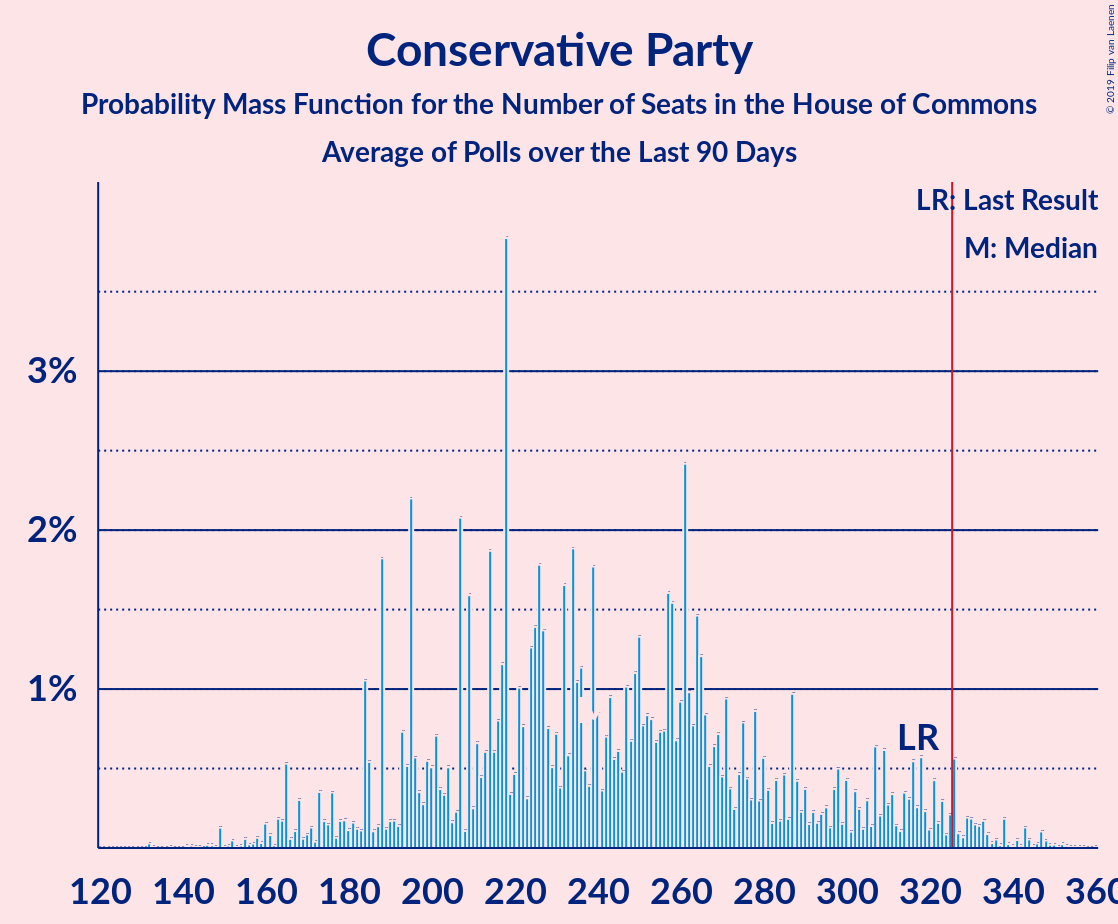 Conservative Party
Probability Mass Function for the Number of Seats in the House of Commons
Average of Polls over the Last 90 Days
© 2019 Filip van Laenen
LR: Last Result
M: Median
3%
2%
1%
LR
120 140 160 180 200 220 240 260 280 300 320 340 360